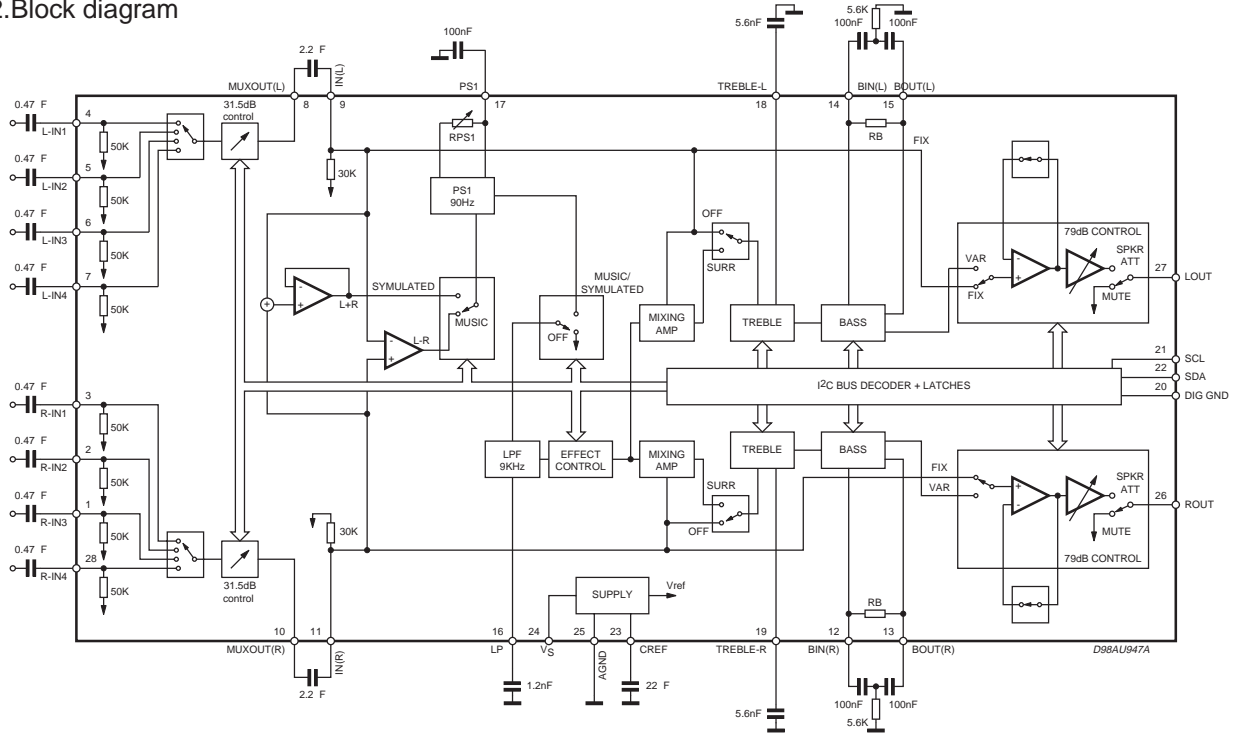 2.Block diagram
5.6nF
5.6K
100nF
100nF
100nF
2.2 F
IN(L)
MUXOUT(L)
PS1
TREBLE-L
BIN(L)
BOUT(L)
8
9
17
18
14
15
0.47 F
4
L-IN1
50K
31.5dB
control
RPS1
RB
FIX
0.47 F
5
L-IN2
50K
30K
PS1
90Hz
OFF
SURR
79dB CONTROL
0.47 F
6
L-IN3
50K
VAR
FIX
-
+
SPKR
ATT
MUTE
27
LOUT
0.47 F
7
L-IN4
50K
-
+
+
SYMULATED
L+R
MUSIC
MUSIC/
SYMULATED
OFF
MIXING
AMP
TREBLE
BASS
-
+
L-R
I2C BUS DECODER + LATCHES
21
SCL
22
SDA
20
DIG GND
0.47 F
3
R-IN1
50K
0.47 F
2
R-IN2
50K
LPF
9KHz
EFFECT
CONTROL
MIXING
AMP
TREBLE
BASS
0.47 F
1
R-IN3
50K
30K
SURR
OFF
FIX
VAR
+
-
SPKR
ATT
MUTE
26
ROUT
79dB CONTROL
0.47 F
28
R-IN4
50K
31.5dB
control
SUPPLY
Vref
RB
10
11
16
24
25
23
19
12
13
MUXOUT(R)
IN(R)
LP
VS
AGND
CREF
TREBLE-R
BIN(R)
BOUT(R)
D98AU947A
2.2 F
1.2nF
22 F
5.6nF
100nF
100nF
5.6K